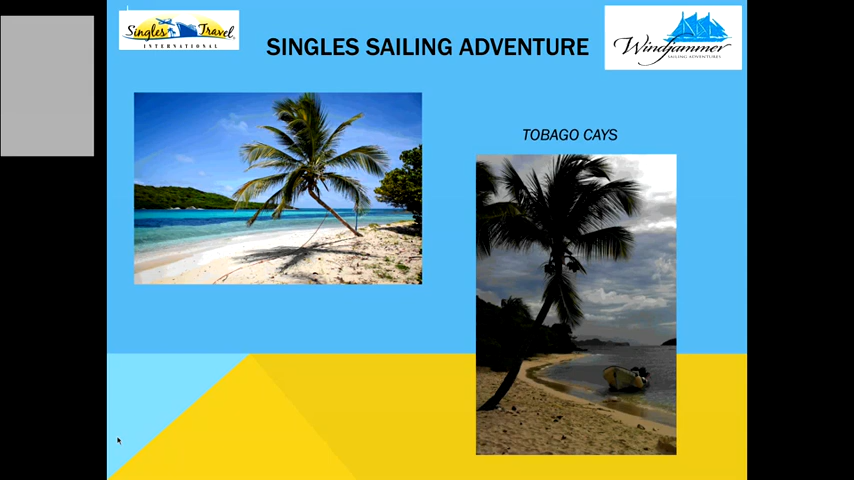 Singles Travel
INTERNATIONAL
SINGLES SAILING ADVENTURE
Windjammer
SAILING ADVENTURES
TOBAGO CAYS